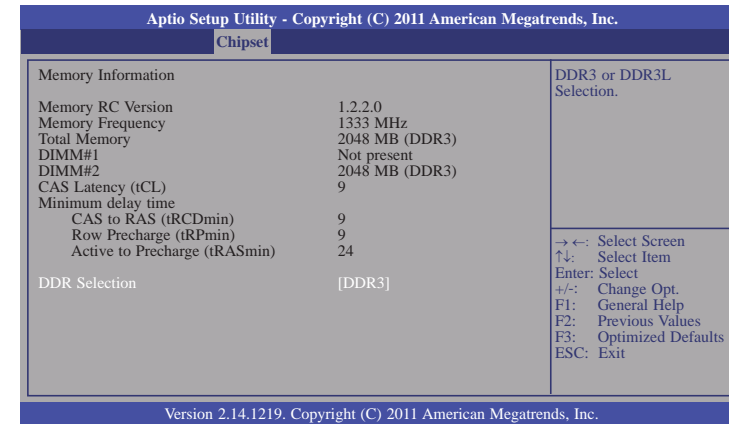 Aptio Setup Utility - Copyright (C) 2011 American Megatrends, Inc.
Chipset
Memory Information
Memory RC Version 1.2.2.0
Memory Frequency 1333 MHz
Total Memory 2048 MB (DDR3)
DIMM#1 Not present
DIMM#2 2048 MB (DDR3)
CAS Latency (tCL) 9
Minimum delay time
CAS to RAS (tRCDmin) 9
Row Precharge (tRPmin) 9
Active to Precharge (tRASmin) 24
DDR Selection [DDR3]
DDR3 or DDR3L
Selection.
→←: Select Screen
↑↓: Select Item
Enter: Select
+/-: Change Opt.
F1: General Help
F2: Previous Values
F3: Optimized Defaults
ESC: Exit
Version 2.14.1219. Copyright (C) 2011 American Megatrends, Inc.